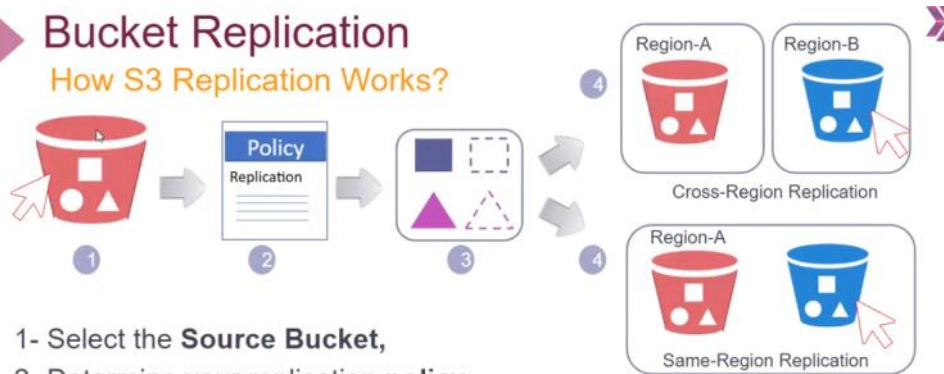 Bucket Replication
How S3 Replication Works?
Policy
Replication
1
2
3
4
4
Region-A
Region-B
Cross-Region Replication
Region-A
Same-Region Replication
1- Select the Source Bucket,